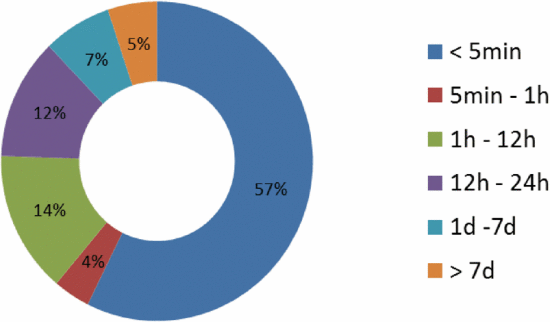 5%
7%
12%
14%
4%
57%
< 5min
5min - 1h
1h - 12h
12h - 24h
1d -7d
> 7d